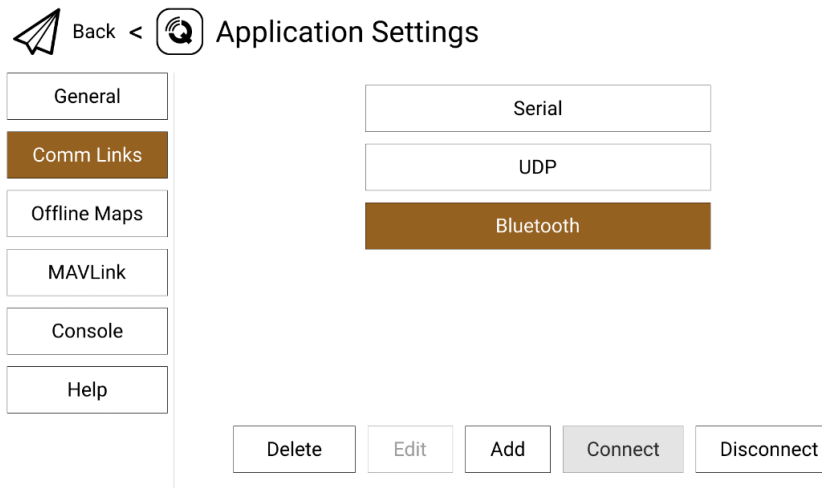 Back < Application Settings
General
Comm Links
Offline Maps
MAVLink
Console
Help
Serial
UDP
Bluetooth
Delete Edit Add Connect Disconnect